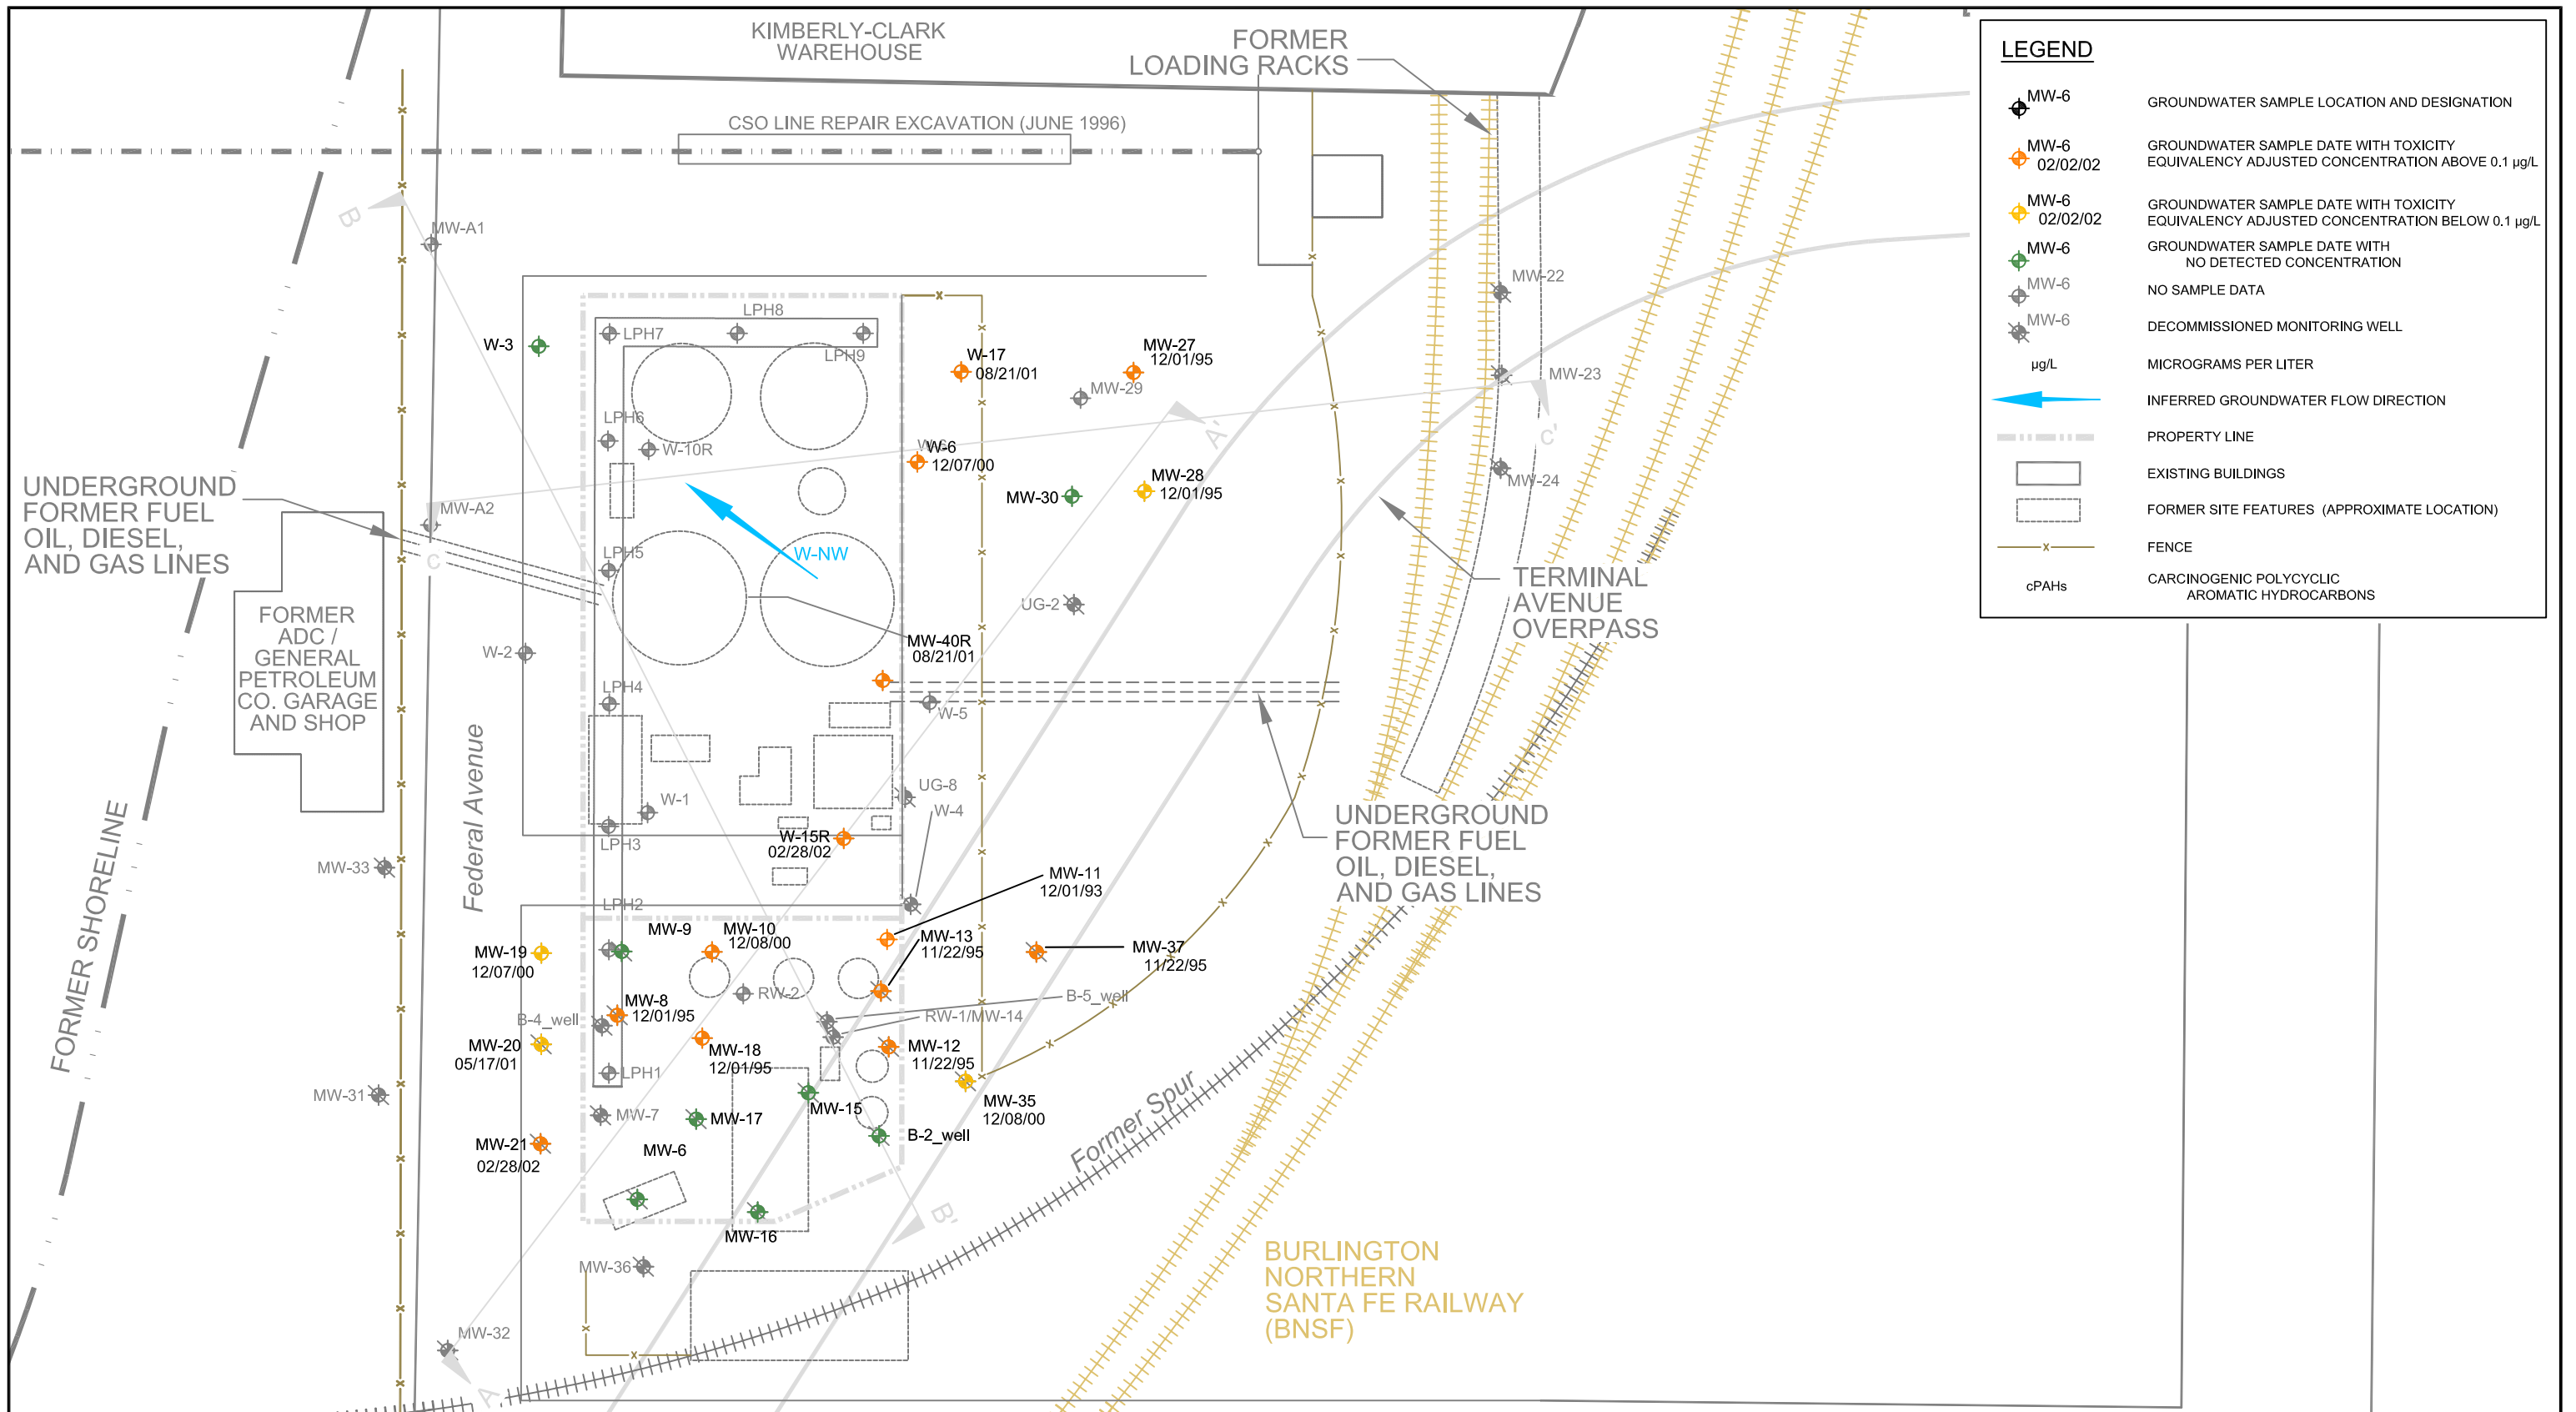 KIMBERLY-CLARK
WAREHOUSE
FORMER
LOADING RACKS
CSO LINE REPAIR EXCAVATION (JUNE 1996)
B
MW-A1
MW-22
LPH8
LPH7
LPH9
W-3
W-17
08/21/01
MW-27
12/01/95
MW-29
MW-23
A'
C'
LPH6
W-10R
W-6
12/07/00
MW-28
12/01/95
MW-30
MW-24
UNDERGROUND
FORMER FUEL
OIL, DIESEL,
AND GAS LINES
MW-A2
C
LPH5
W-NW
UG-2
TERMINAL
AVENUE
OVERPASS
FORMER
ADC /
GENERAL
PETROLEUM
CO. GARAGE
AND SHOP
W-2
MW-40R
08/21/01
LPH4
W-5
Federal Avenue
UG-8
W-4
W-1
W-15R
02/28/02
LPH3
UNDERGROUND
FORMER FUEL
OIL, DIESEL,
AND GAS LINES
FORMER SHORELINE
MW-33
MW-11
12/01/93
LPH2
MW-9
MW-10
12/08/00
MW-13
11/22/95
MW-37
11/22/95
MW-19
12/07/00
RW-2
B-5_well
MW-8
12/01/95
B-4_well
RW-1/MW-14
MW-20
05/17/01
MW-18
12/01/95
MW-12
11/22/95
LPH1
MW-31
MW-7
MW-17
MW-15
MW-35
12/08/00
MW-21
02/28/02
MW-6
B-2_well
Former Spur
B'
MW-16
MW-36
BURLINGTON
NORTHERN
SANTA FE RAILWAY
(BNSF)
MW-32
A
LEGEND
MW-6
GROUNDWATER SAMPLE LOCATION AND DESIGNATION
MW-6
02/02/02
GROUNDWATER SAMPLE DATE WITH TOXICITY
EQUIVALENCY ADJUSTED CONCENTRATION ABOVE 0.1 µg/L
MW-6
02/02/02
GROUNDWATER SAMPLE DATE WITH TOXICITY
EQUIVALENCY ADJUSTED CONCENTRATION BELOW 0.1 µg/L
MW-6
GROUNDWATER SAMPLE DATE WITH
NO DETECTED CONCENTRATION
MW-6
NO SAMPLE DATA
MW-6
DECOMMISSIONED MONITORING WELL
µg/L
MICROGRAMS PER LITER
INFERRED GROUNDWATER FLOW DIRECTION
PROPERTY LINE
EXISTING BUILDINGS
FORMER SITE FEATURES (APPROXIMATE LOCATION)
FENCE
cPAHs
CARCINOGENIC POLYCYCLIC
AROMATIC HYDROCARBONS